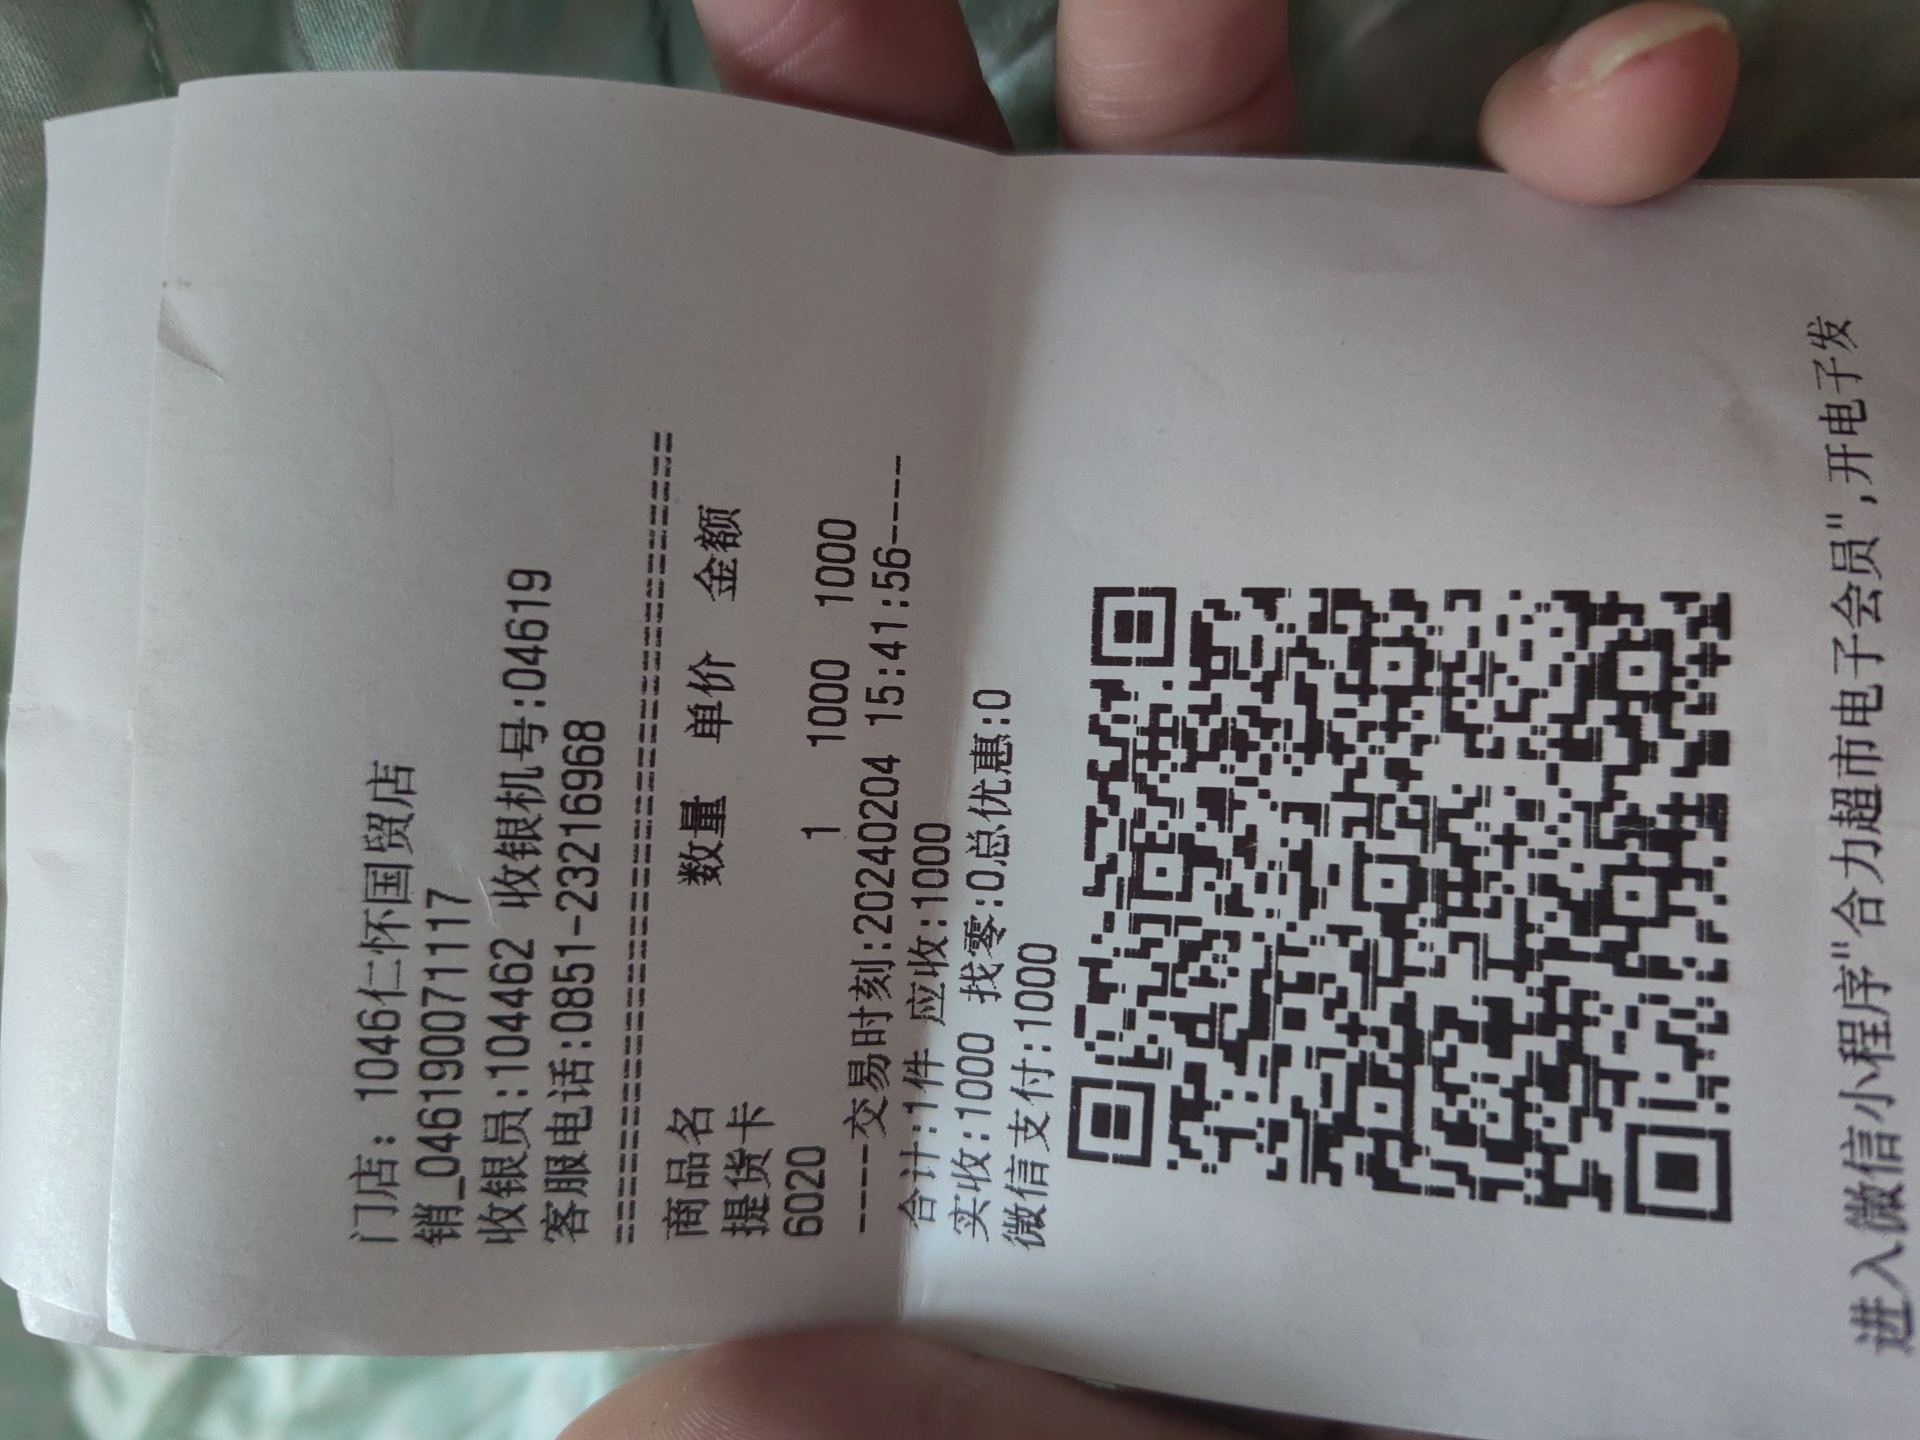 门店: 1046仁怀国贸店
销_046190071117
收银员:104462 收银机号:04619
客服电话:0851-23216968
================================
商品名 数量 单价 金额
提货卡
6020 1 1000 1000
----交易时刻:20240204 15:41:56----
合计:1件 应收:1000
实收:1000 找零:0总优惠:0
微信支付:1000
进入微信小程序"合力超市电子会员",开电子发